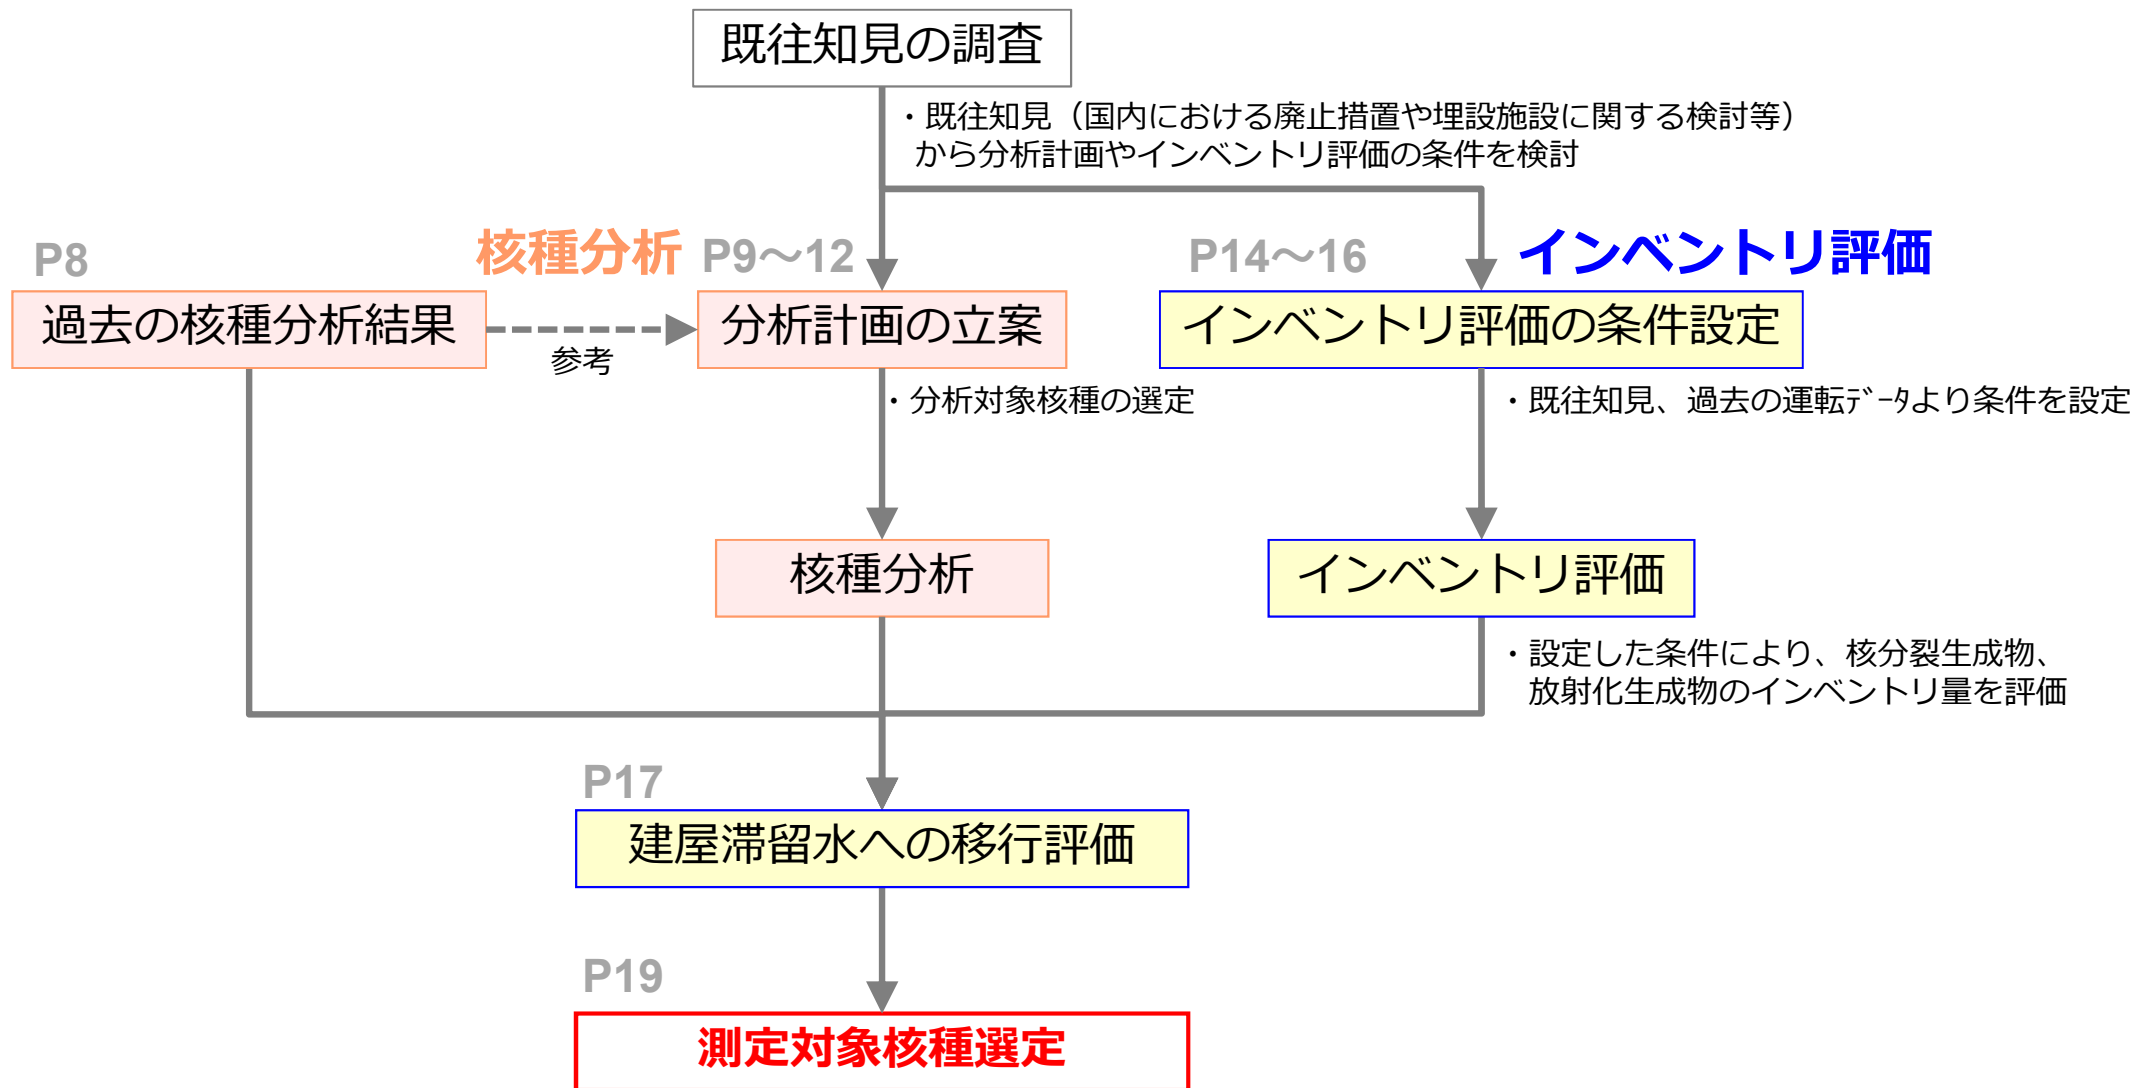 既往知見の調査
・既往知見（国内における廃止措置や埋設施設に関する検討等）
から分析計画やインベントリ評価の条件を検討
P8
核種分析
P9～12
P14～16
インベントリ評価
過去の核種分析結果
参考
分析計画の立案
インベントリ評価の条件設定
・分析対象核種の選定
・既往知見、過去の運転ﾃﾞｰﾀより条件を設定
核種分析
インベントリ評価
・設定した条件により、核分裂生成物、
放射化生成物のインベントリ量を評価
P17
建屋滞留水への移行評価
P19
測定対象核種選定